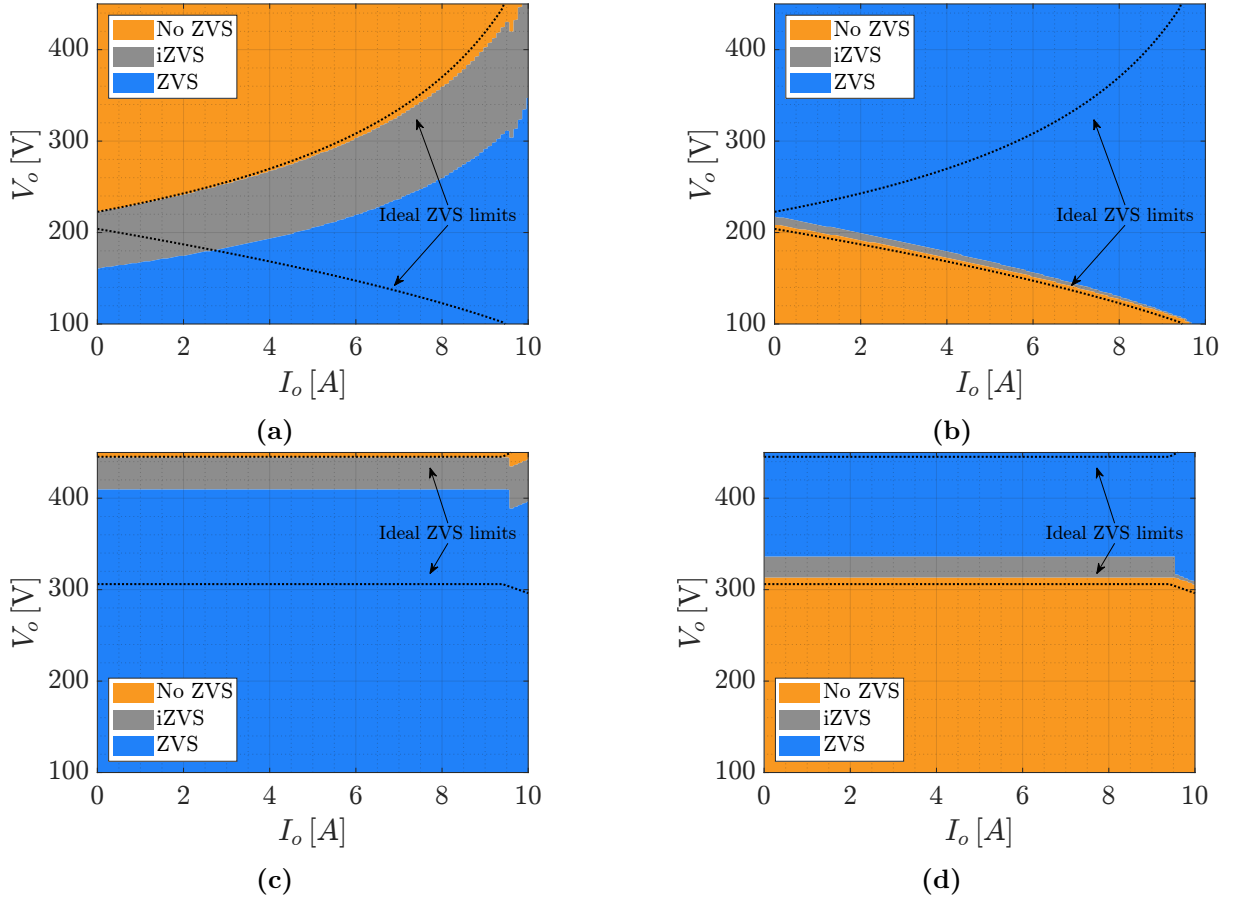 No ZVS
iZVS
ZVS
Ideal ZVS limits
400
300
200
100
V_o [V]
0 2 4 6 8 10
I_o [A]
(a)
No ZVS
iZVS
ZVS
Ideal ZVS limits
400
300
200
100
V_o [V]
0 2 4 6 8 10
I_o [A]
(b)
Ideal ZVS limits
No ZVS
iZVS
ZVS
400
300
200
100
V_o [V]
0 2 4 6 8 10
I_o [A]
(c)
Ideal ZVS limits
No ZVS
iZVS
ZVS
400
300
200
100
V_o [V]
0 2 4 6 8 10
I_o [A]
(d)